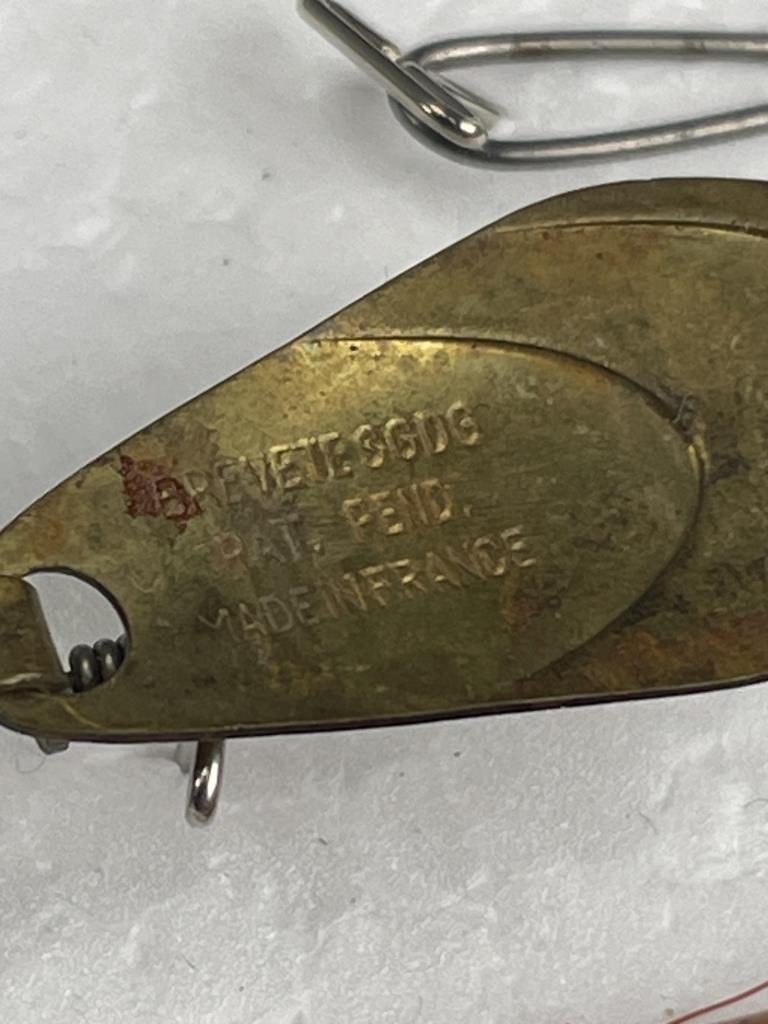 BREVETE SGDG
PAT. PEND.
MADE IN FRANCE